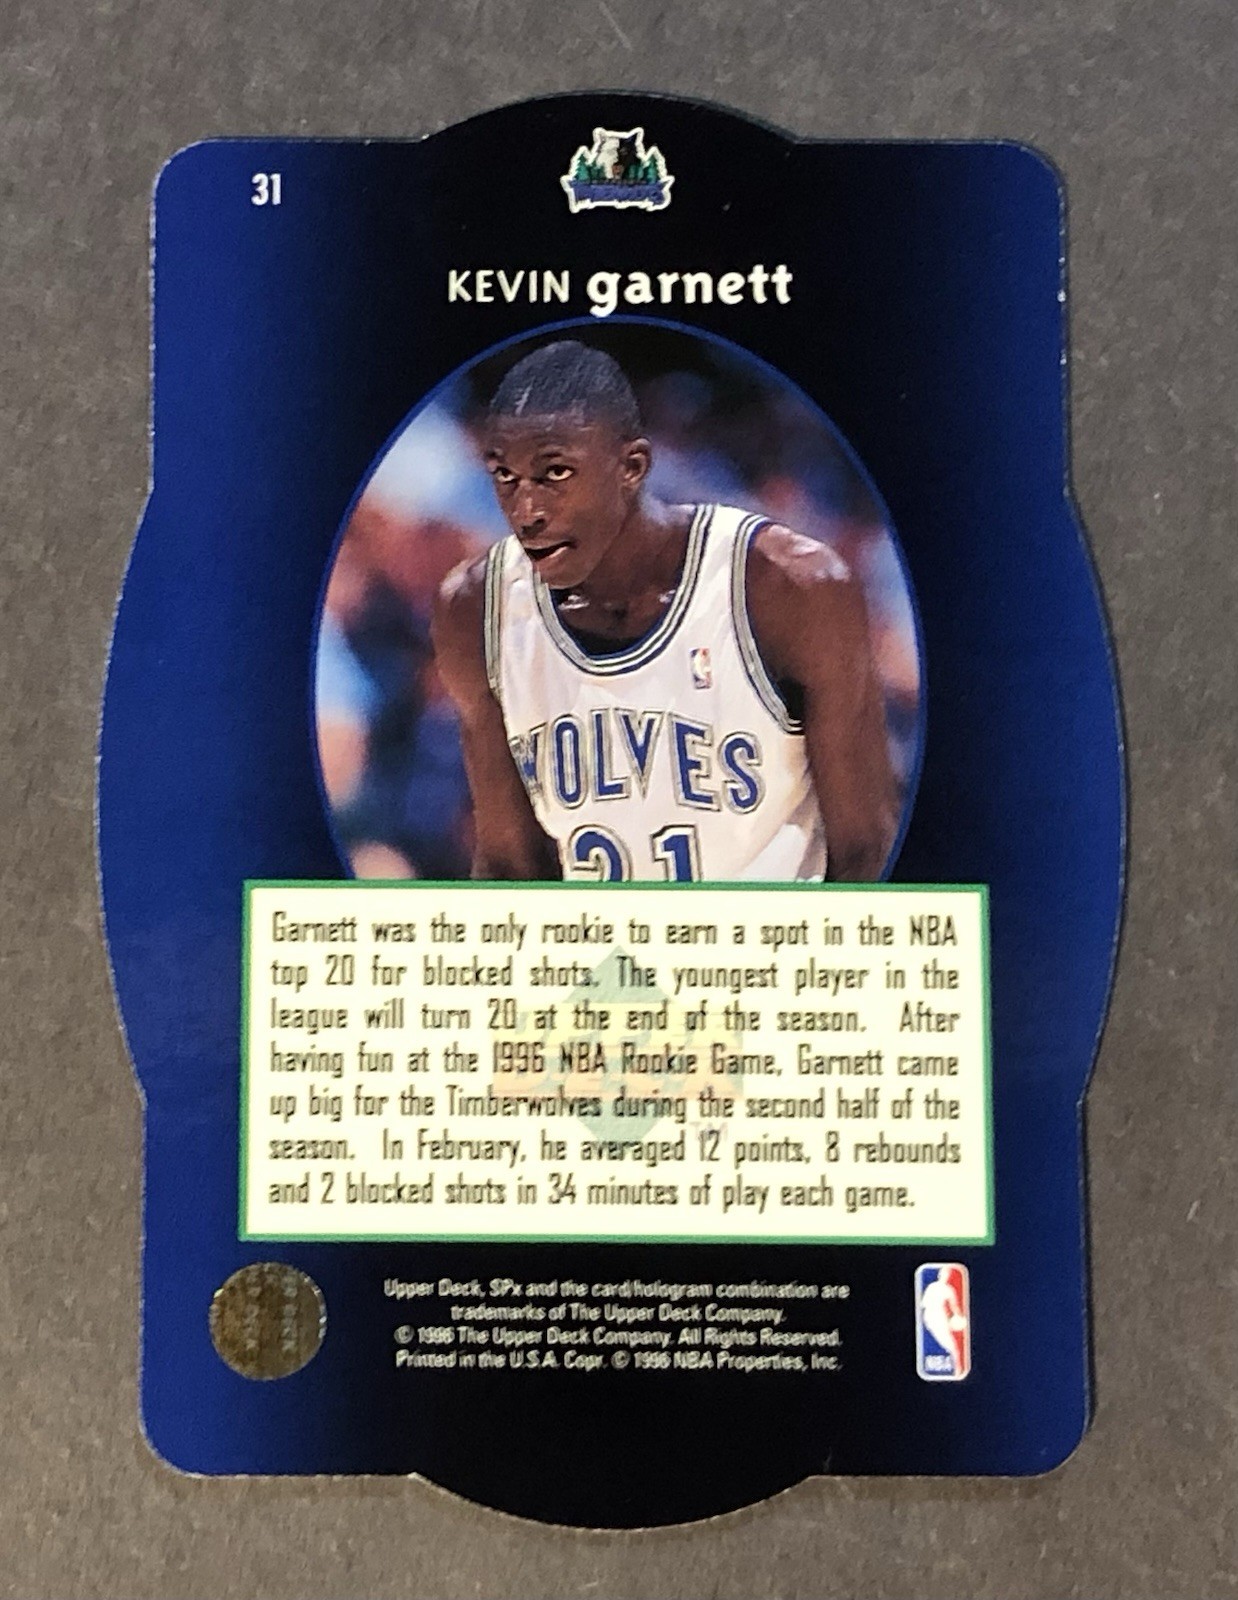 31
KEVIN garnett
WOLVES
21
Garnett was the only rookie to earn a spot in the NBA
top 20 for blocked shots. The youngest player in the
league will turn 20 at the end of the season. After
having fun at the 1996 NBA Rookie Game, Garnett came
up big for the Timberwolves during the second half of the
season. In February, he averaged 12 points, 8 rebounds
and 2 blocked shots in 34 minutes of play each game.
Upper Deck, SPx and the card/hologram combination are
trademarks of The Upper Deck Company.
© 1996 The Upper Deck Company. All Rights Reserved.
Printed in the U.S.A. Copr. © 1996 NBA Properties, Inc.
NBA